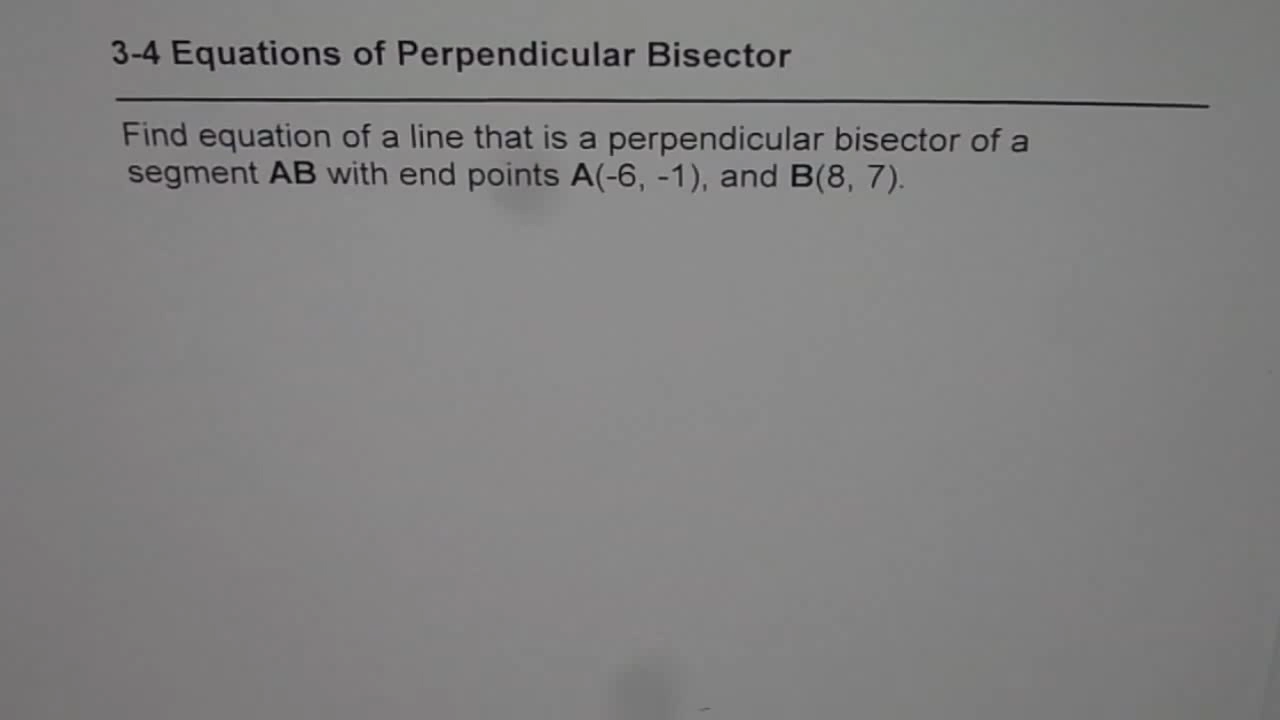 3-4 Equations of Perpendicular Bisector
Find equation of a line that is a perpendicular bisector of a
segment AB with end points A(-6, -1), and B(8, 7).